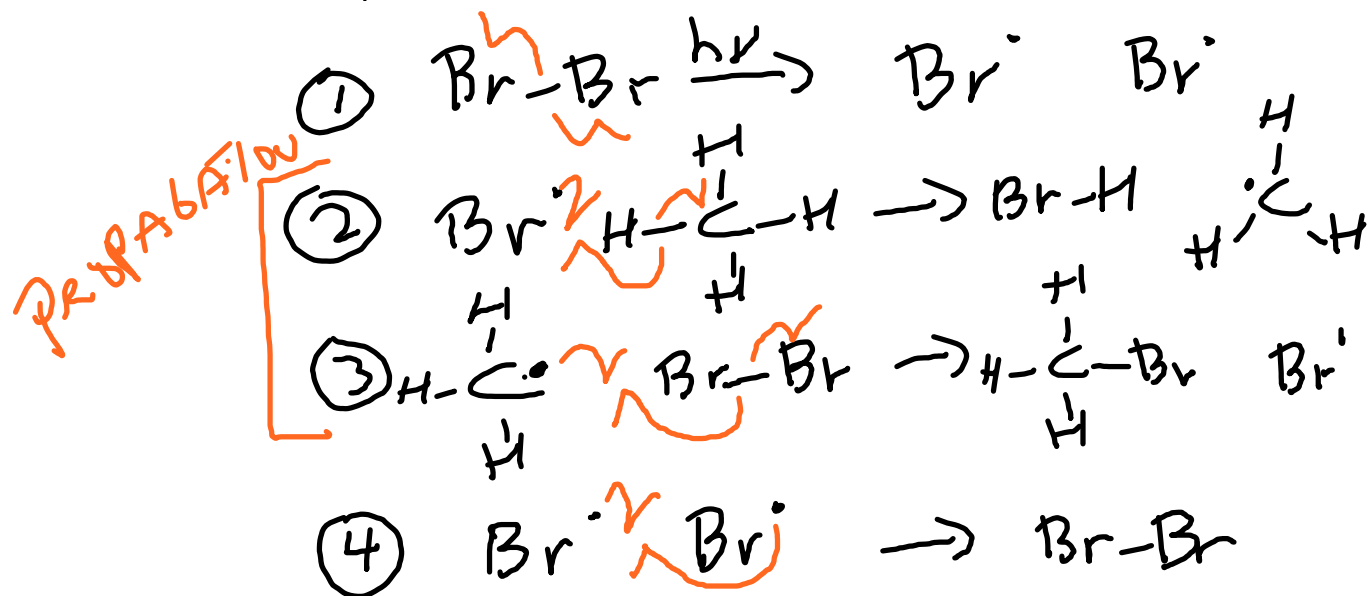 ① Br-Br hν → Br· Br·
PROPAGATION
② Br· H-C(H)(H)-H → Br-H ·C(H)(H)H
③ H-C·(H)(H) Br-Br → H-C(H)(H)-Br Br·
④ Br· Br· → Br-Br